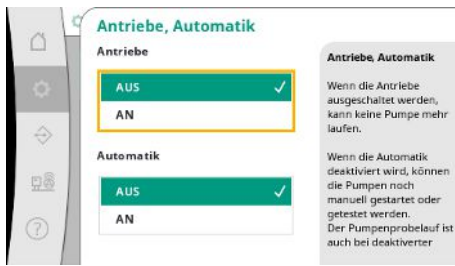 Antriebe, Automatik
Antriebe
AUS
AN
Automatik
AUS
AN
Antriebe, Automatik
Wenn die Antriebe
ausgeschaltet werden,
kann keine Pumpe mehr
laufen.
Wenn die Automatik
deaktiviert wird, können
die Pumpen noch
manuell gestartet oder
getestet werden.
Der Pumpenprobelauf ist
auch bei deaktivierter